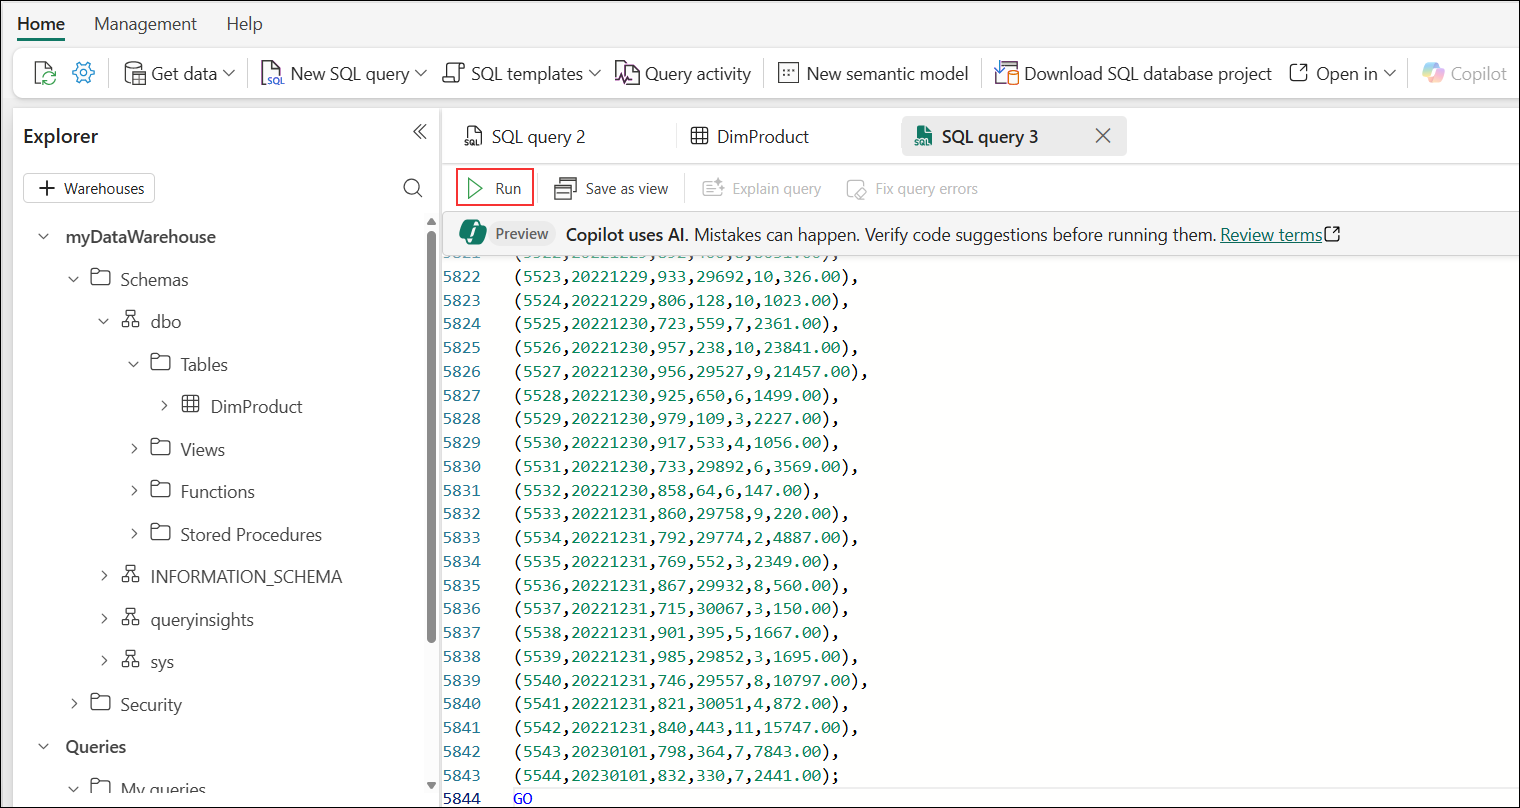 Home Management Help
Get data New SQL query SQL templates Query activity New semantic model Download SQL database project Open in Copilot
Explorer
SQL query 2 DimProduct SQL query 3
Warehouses
Run Save as view Explain query Fix query errors
Preview Copilot uses AI. Mistakes can happen. Verify code suggestions before running them. Review terms
myDataWarehouse
Schemas
dbo
Tables
DimProduct
Views
Functions
Stored Procedures
INFORMATION_SCHEMA
queryinsights
sys
Security
Queries
My queries
5822 (5523,20221229,933,29692,10,326.00),
5823 (5524,20221229,806,128,10,1023.00),
5824 (5525,20221230,723,559,7,2361.00),
5825 (5526,20221230,957,238,10,23841.00),
5826 (5527,20221230,956,29527,9,21457.00),
5827 (5528,20221230,925,650,6,1499.00),
5828 (5529,20221230,979,109,3,2227.00),
5829 (5530,20221230,917,533,4,1056.00),
5830 (5531,20221230,733,29892,6,3569.00),
5831 (5532,20221230,858,64,6,147.00),
5832 (5533,20221231,860,29758,9,220.00),
5833 (5534,20221231,792,29774,2,4887.00),
5834 (5535,20221231,769,552,3,2349.00),
5835 (5536,20221231,867,29932,8,560.00),
5836 (5537,20221231,715,30067,3,150.00),
5837 (5538,20221231,901,395,5,1667.00),
5838 (5539,20221231,985,29852,3,1695.00),
5839 (5540,20221231,746,29557,8,10797.00),
5840 (5541,20221231,821,30051,4,872.00),
5841 (5542,20221231,840,443,11,15747.00),
5842 (5543,20230101,798,364,7,7843.00),
5843 (5544,20230101,832,330,7,2441.00);
5844 GO